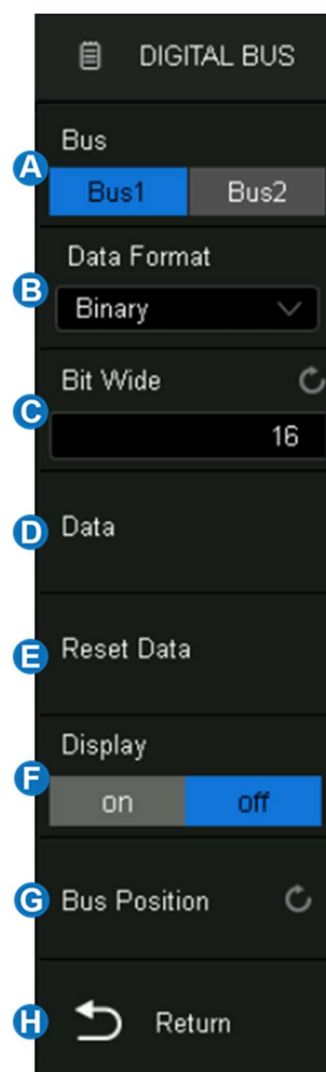 DIGITAL BUS
Bus
A
Bus1 Bus2
Data Format
B
Binary
Bit Wide
C
16
D Data
E Reset Data
Display
F
on off
G Bus Position
H Return